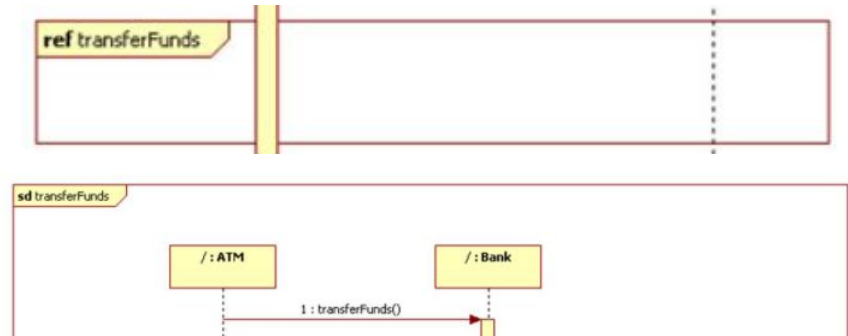 ref transferFunds
sd transferFunds
/ : ATM
/ : Bank
1 : transferFunds()